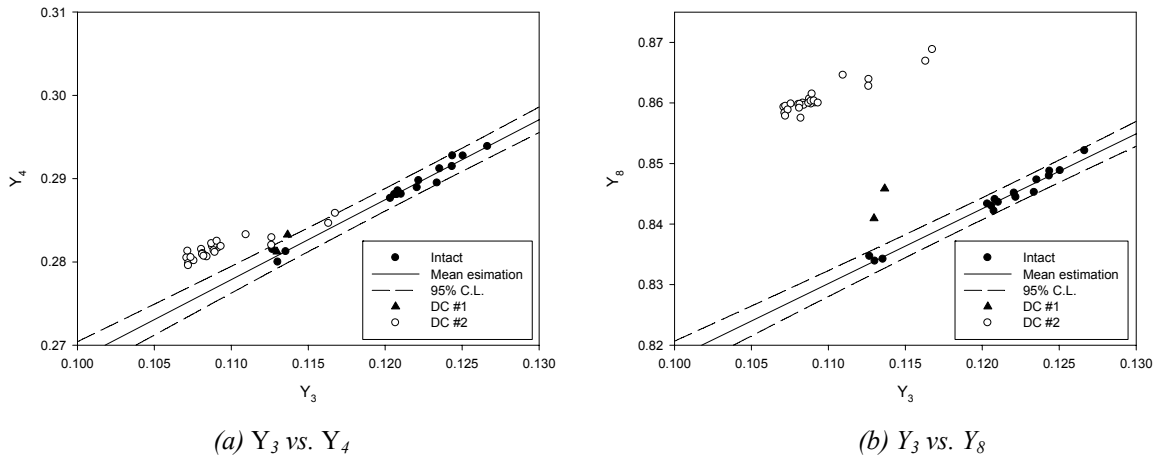 0.31
0.30
0.29
0.28
0.27
Y4
0.100 0.105 0.110 0.115 0.120 0.125 0.130
Y3
Intact
Mean esimation
95% C.L.
DC #1
DC #2
(a) Y3 vs. Y4
0.87
0.86
0.85
0.84
0.83
0.82
Y8
0.100 0.105 0.110 0.115 0.120 0.125 0.130
Y3
Intact
Mean estimation
95% C.L.
DC #1
DC #2
(b) Y3 vs. Y8